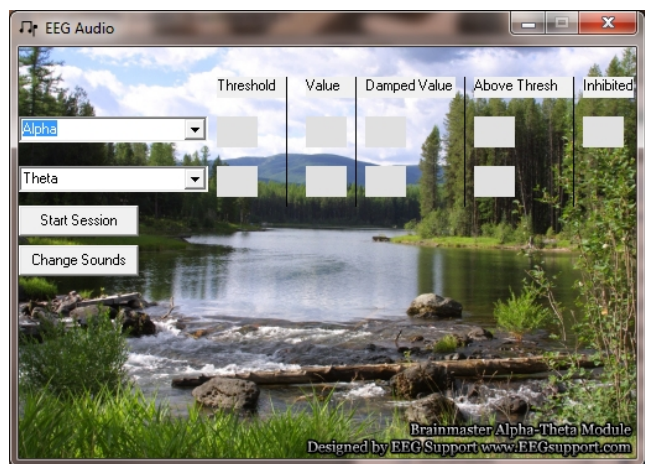 EEG Audio
Threshold Value Damped Value Above Thresh Inhibited
Alpha
Theta
Start Session
Change Sounds
Brainmaster Alpha-Theta Module
Designed by EEG Support www.EEGsupport.com